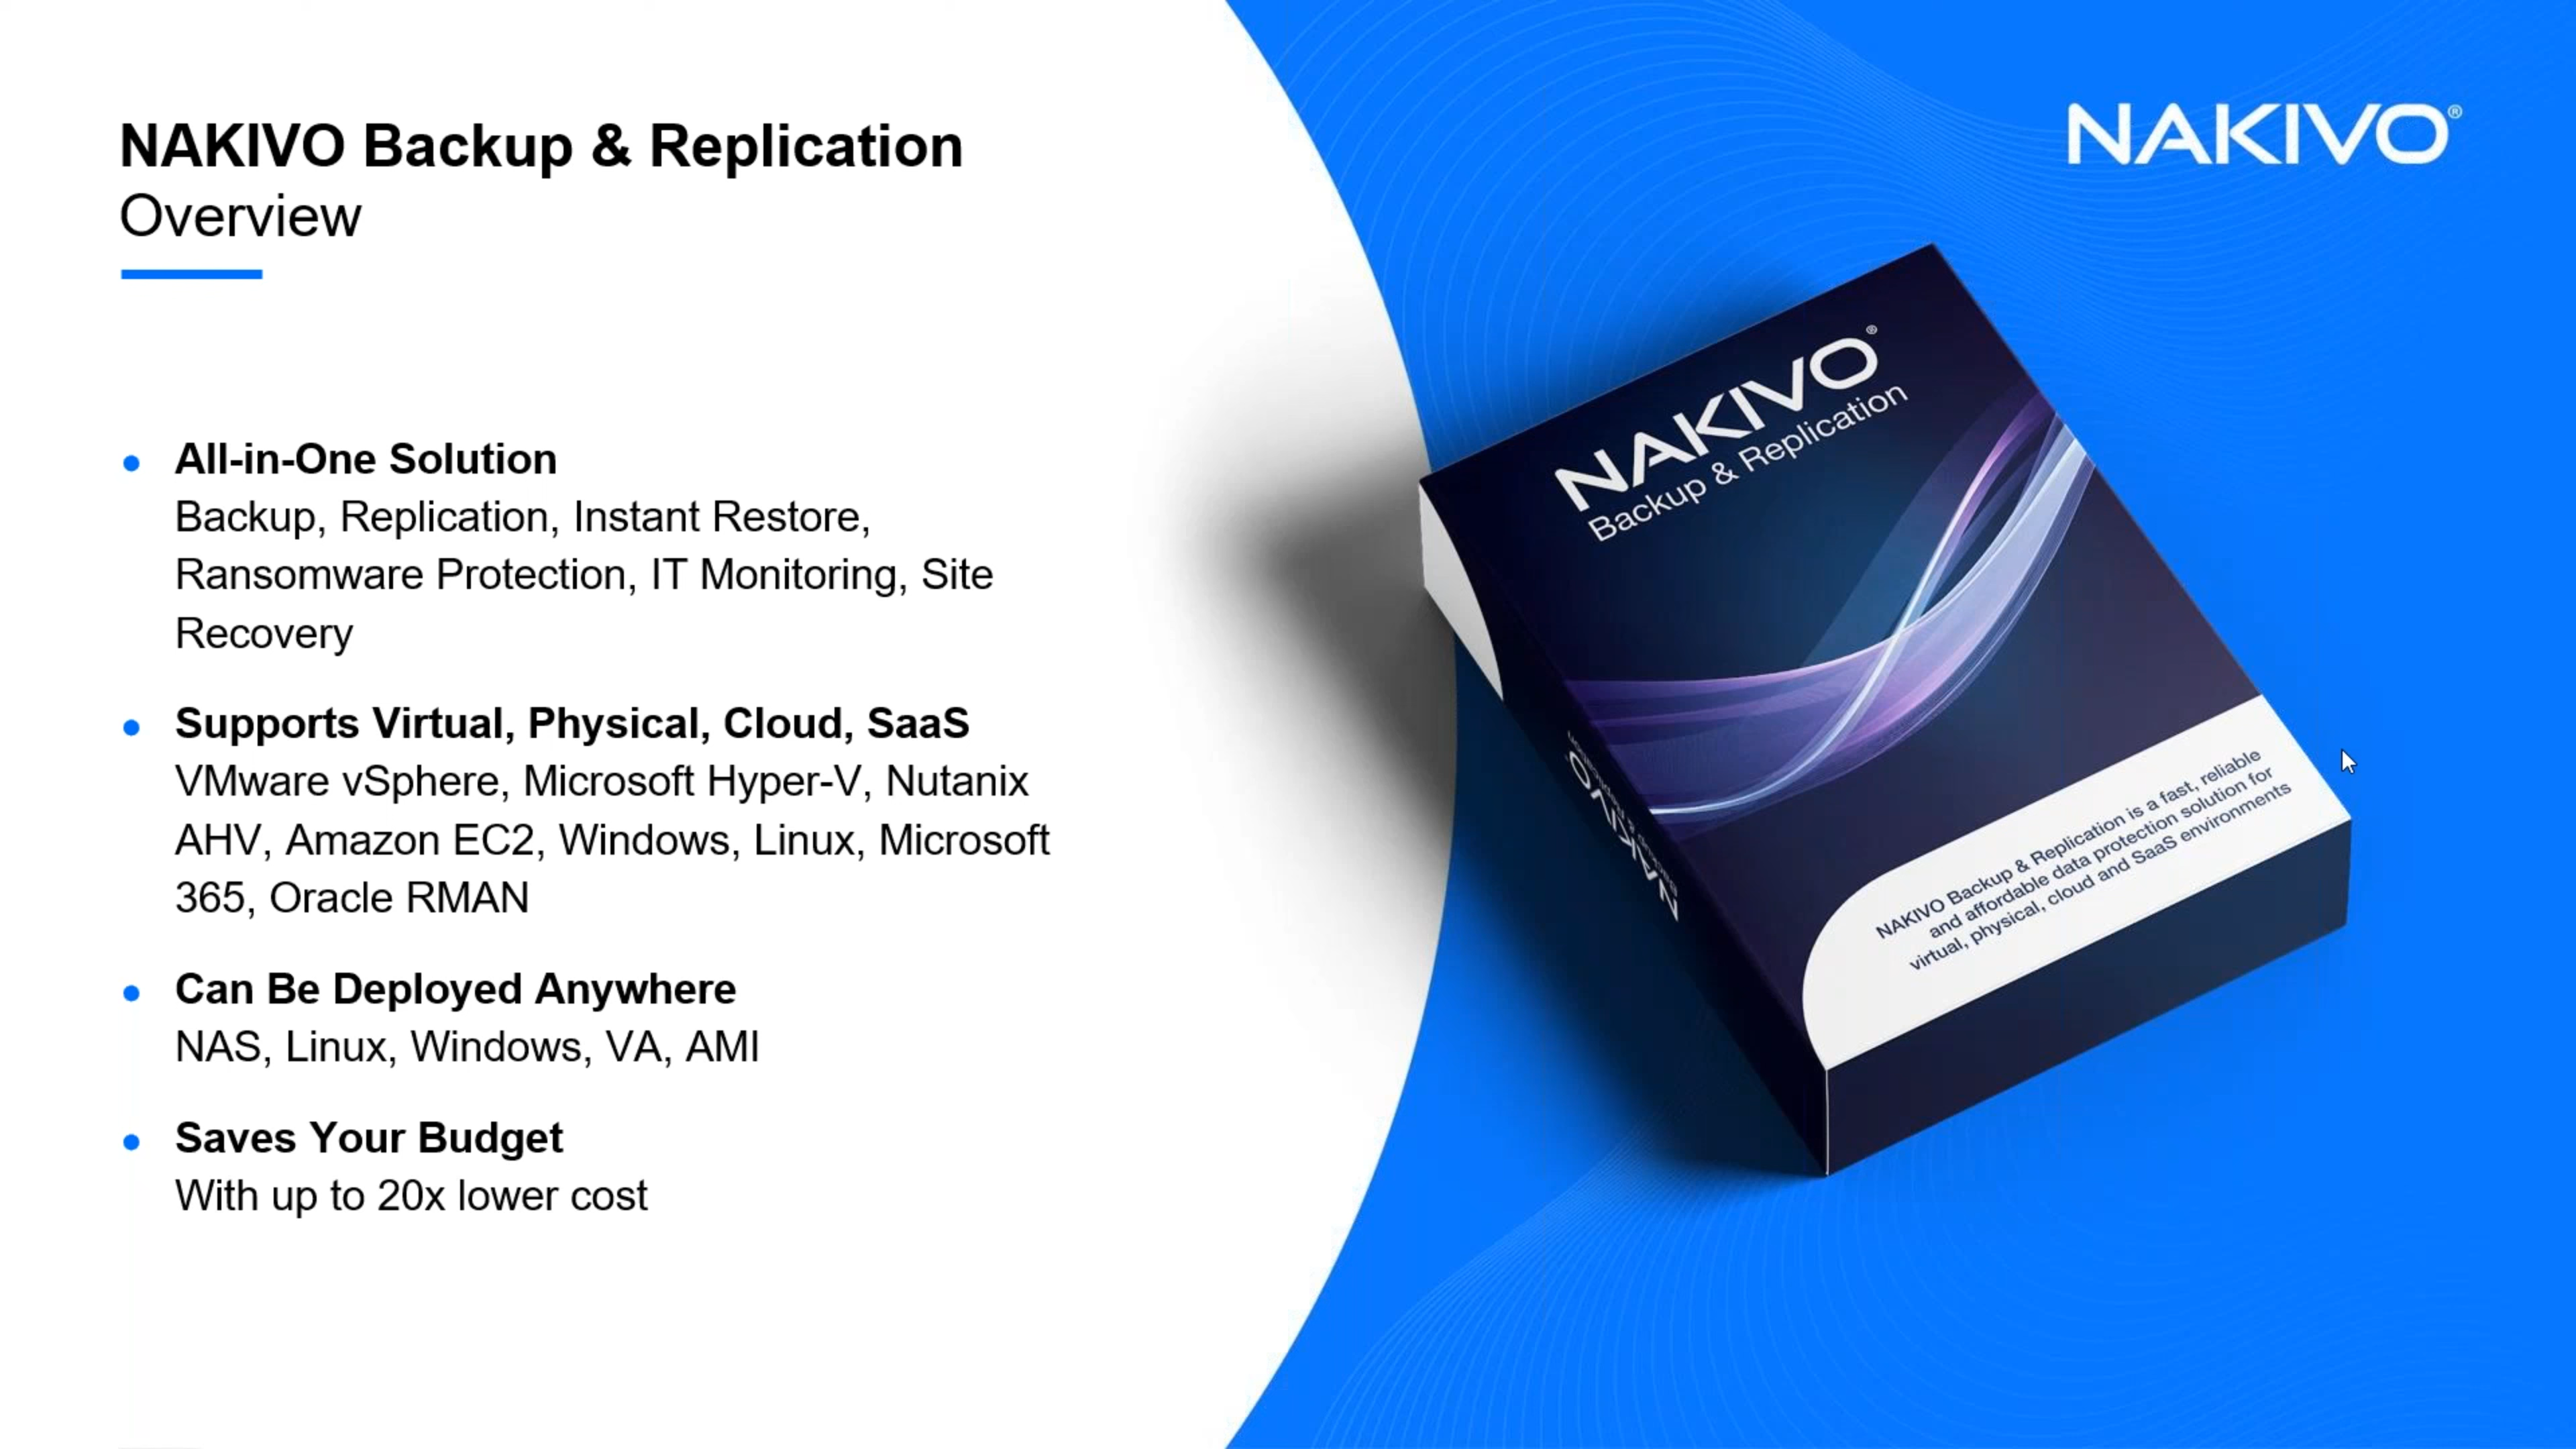 NAKIVO Backup & Replication
Overview
All-in-One Solution
Backup, Replication, Instant Restore,
Ransomware Protection, IT Monitoring, Site
Recovery
Supports Virtual, Physical, Cloud, SaaS
VMware vSphere, Microsoft Hyper-V, Nutanix
AHV, Amazon EC2, Windows, Linux, Microsoft
365, Oracle RMAN
Can Be Deployed Anywhere
NAS, Linux, Windows, VA, AMI
Saves Your Budget
With up to 20x lower cost
NAKIVO®
NAKIVO®
Backup & Replication
NAKIVO
Backup & Replication
NAKIVO Backup & Replication is a fast, reliable
and affordable data protection solution for
virtual, physical, cloud and SaaS environments